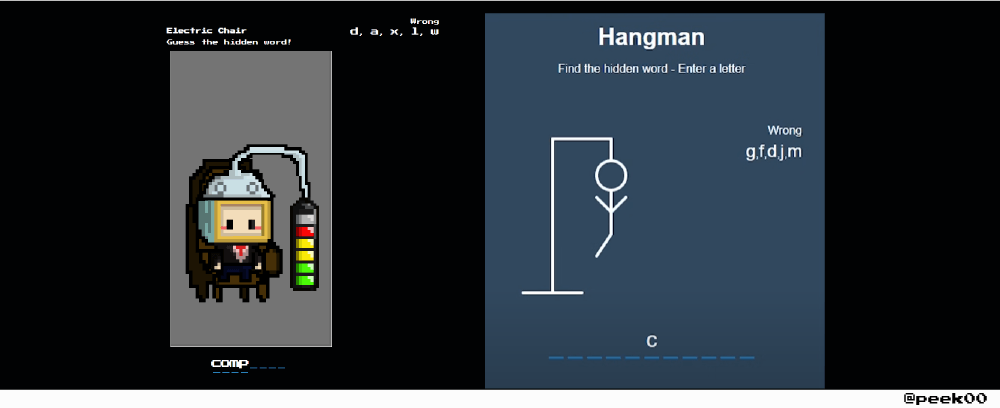 Electric Chair
Guess the hidden word!
Wrong
d, a, x, l, w
COMP
Hangman
Find the hidden word - Enter a letter
Wrong
g,f,d,j,m
C
@peek00